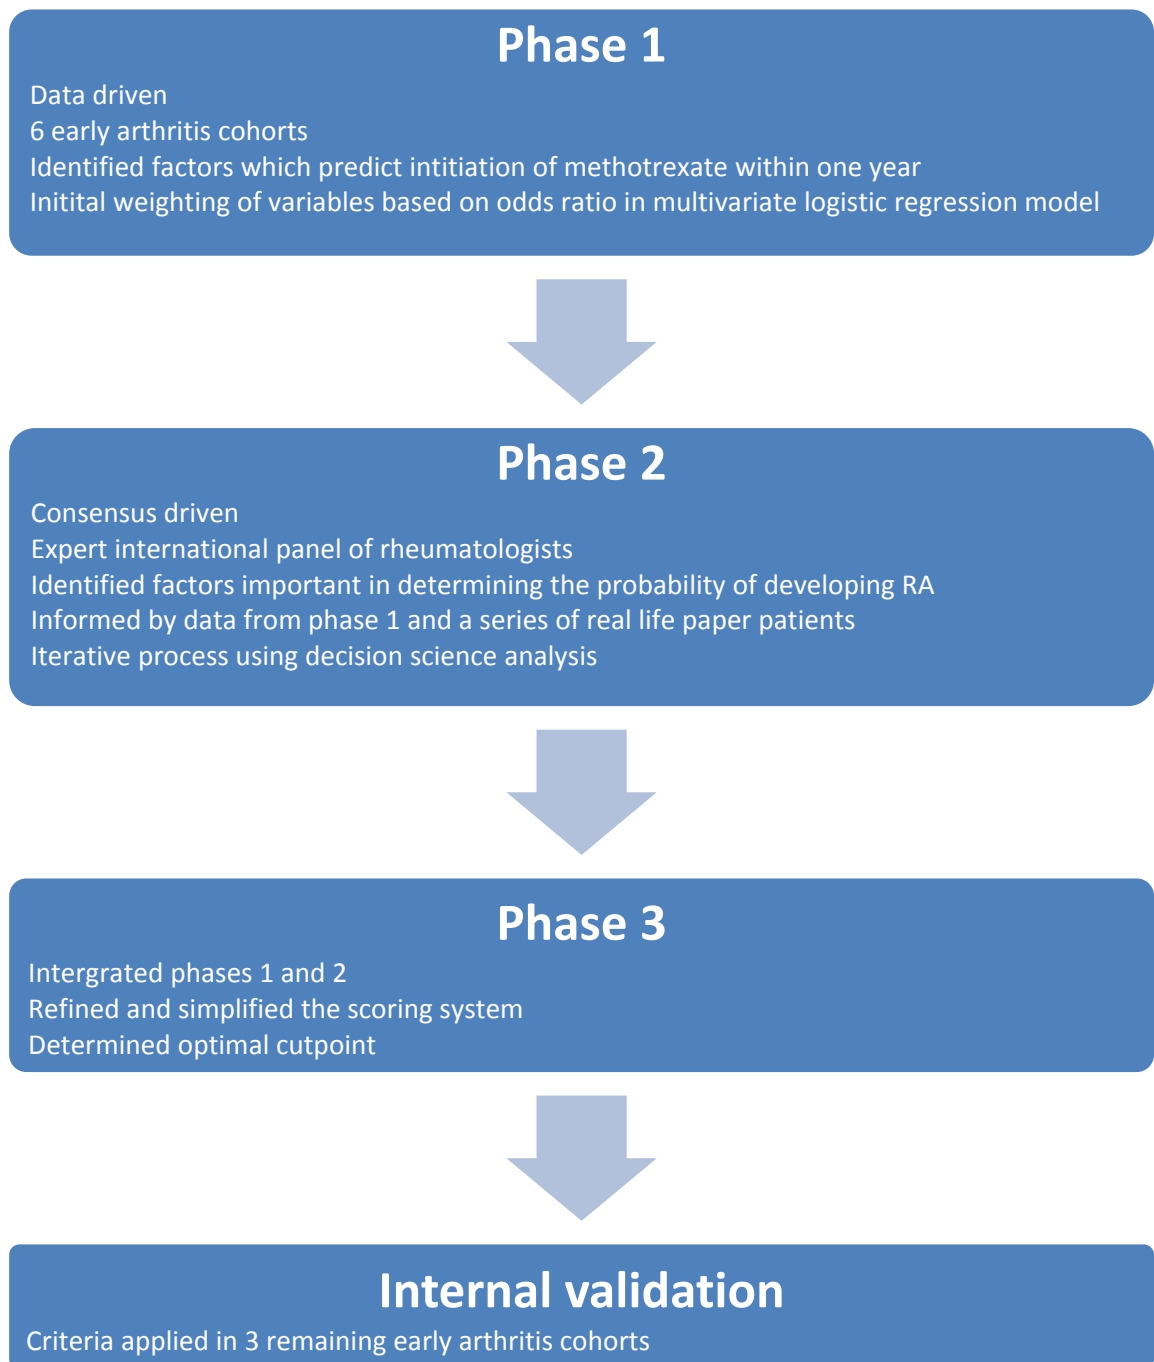 Phase 1
Data driven
6 early arthritis cohorts
Identified factors which predict intitiation of methotrexate within one year
Initital weighting of variables based on odds ratio in multivariate logistic regression model
Phase 2
Consensus driven
Expert international panel of rheumatologists
Identified factors important in determining the probability of developing RA
Informed by data from phase 1 and a series of real life paper patients
Iterative process using decision science analysis
Phase 3
Intergrated phases 1 and 2
Refined and simplified the scoring system
Determined optimal cutpoint
Internal validation
Criteria applied in 3 remaining early arthritis cohorts